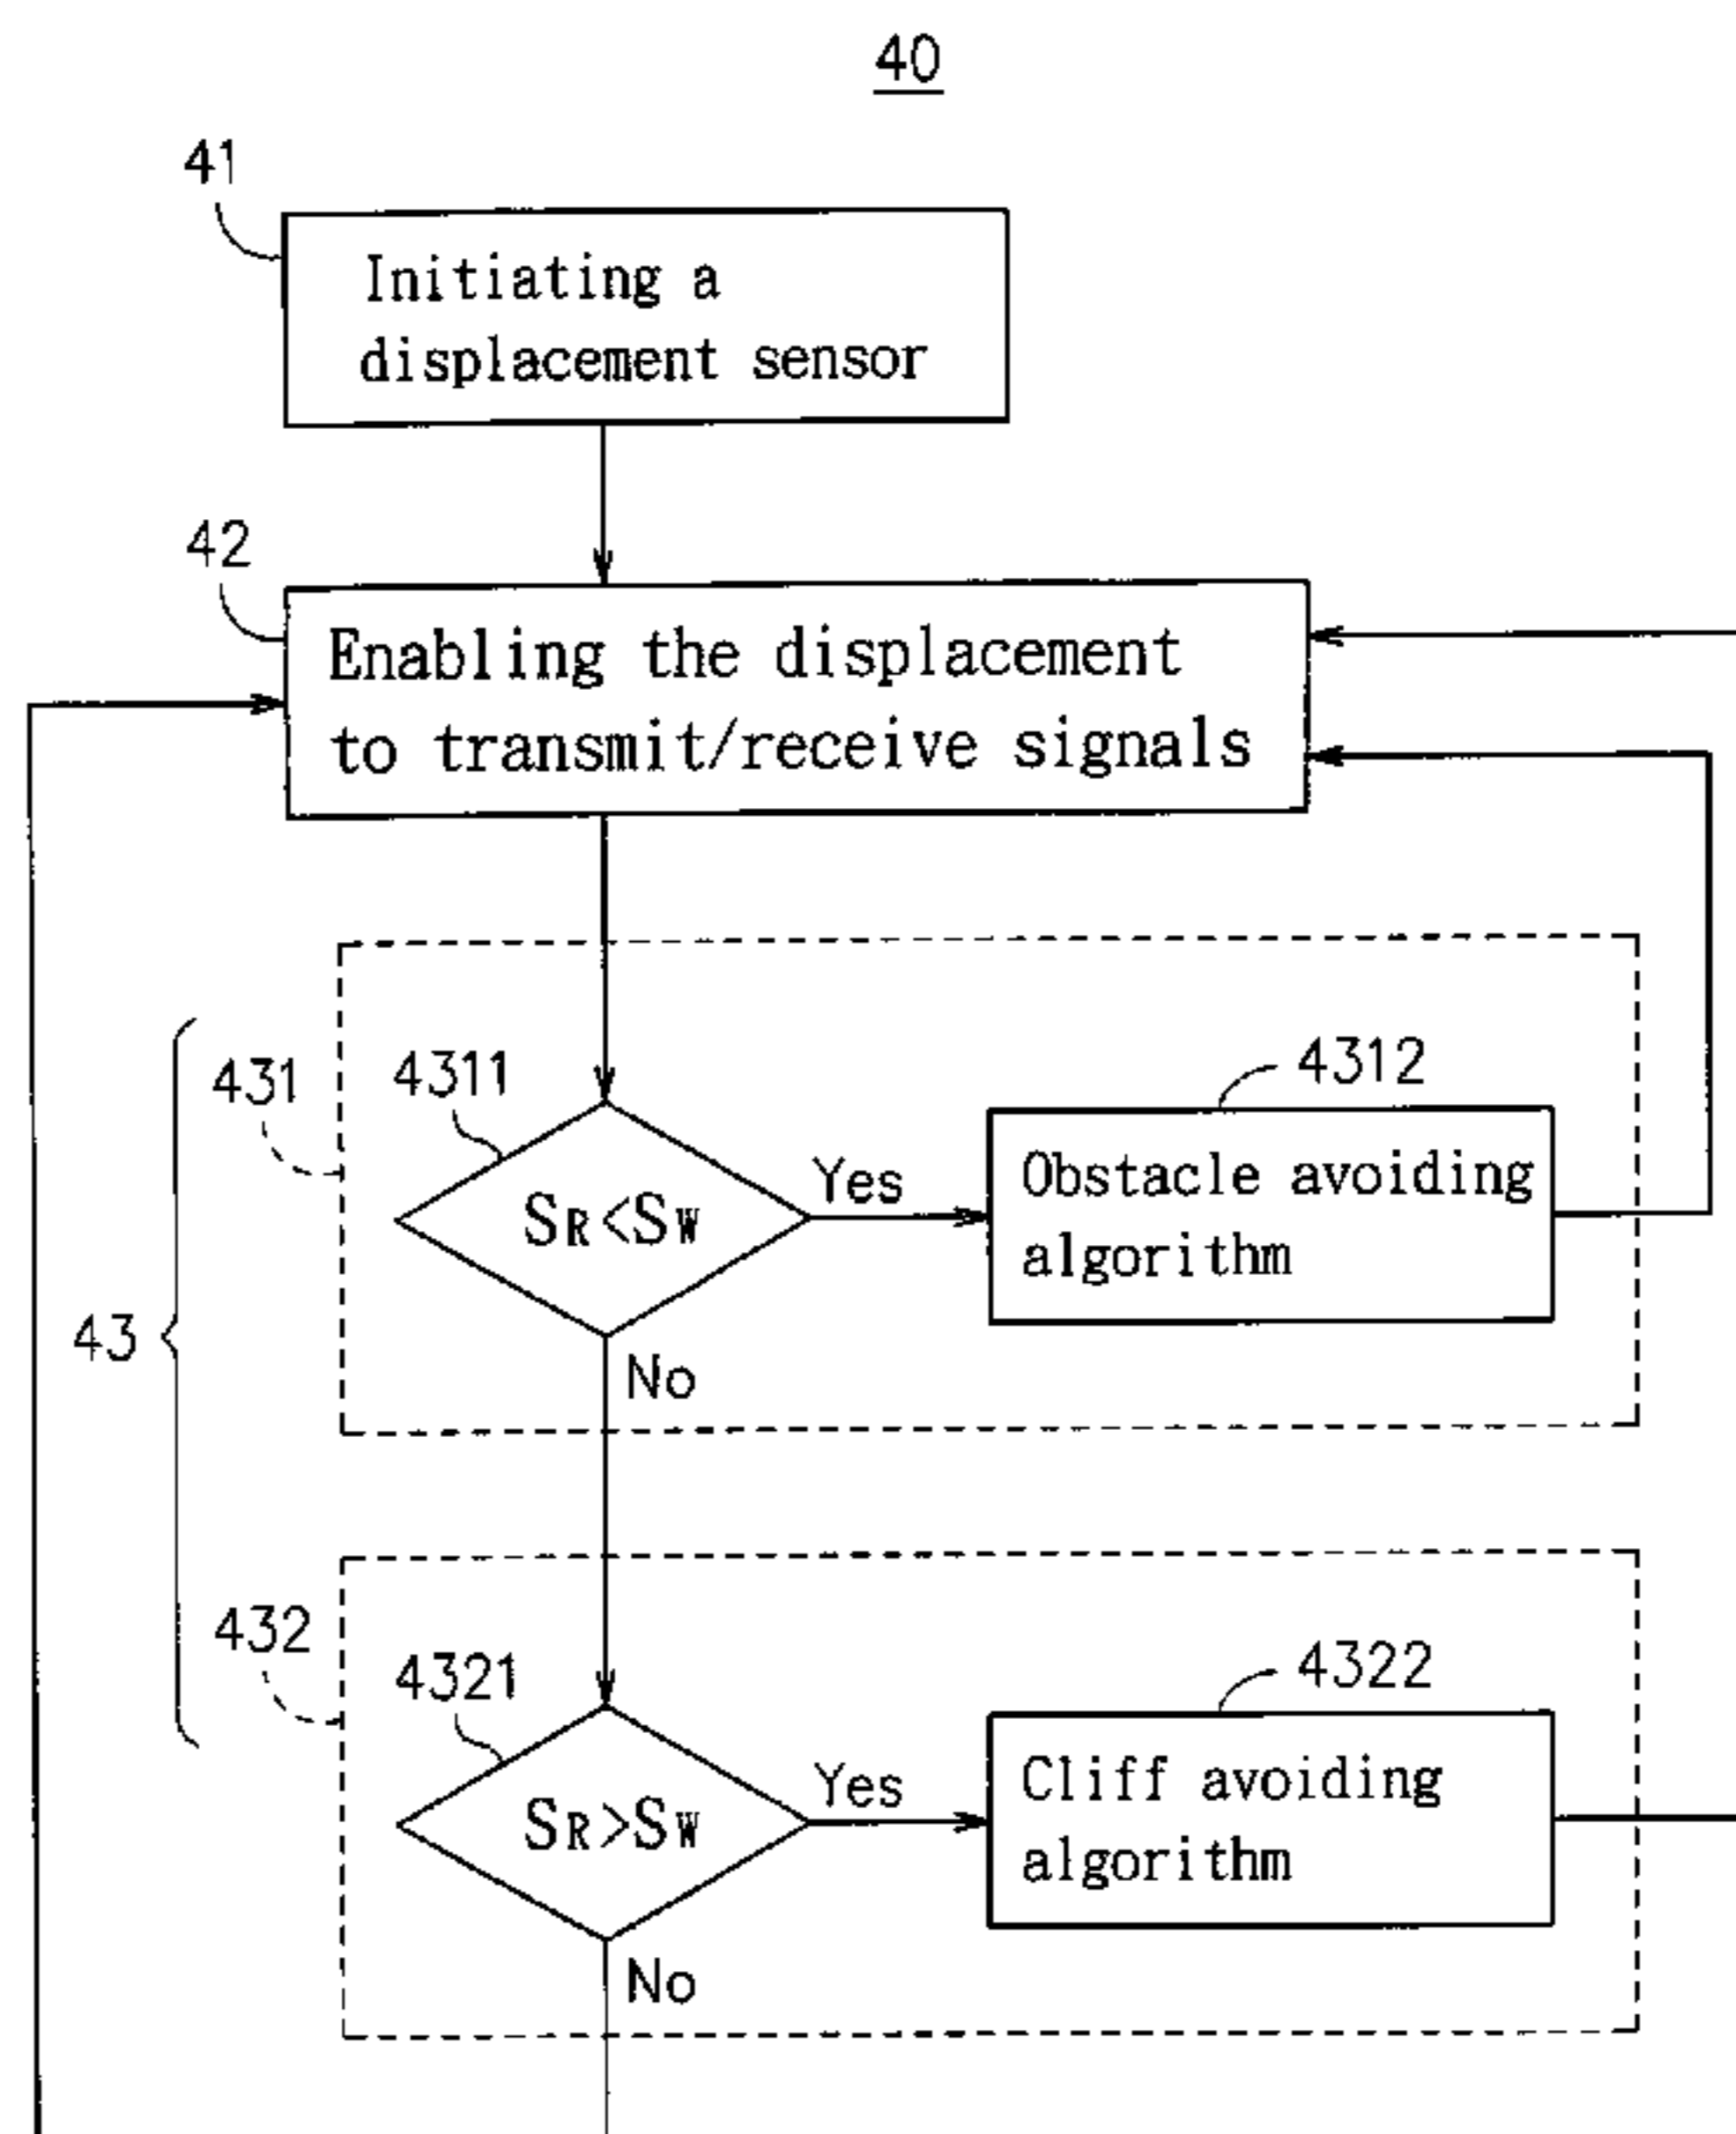 40
41
Initiating a
displacement sensor
42
Enabling the displacement
to transmit/receive signals
43
431
4311
SR<SW
Yes
4312
Obstacle avoiding
algorithm
No
432
4321
SR>SW
Yes
4322
Cliff avoiding
algorithm
No